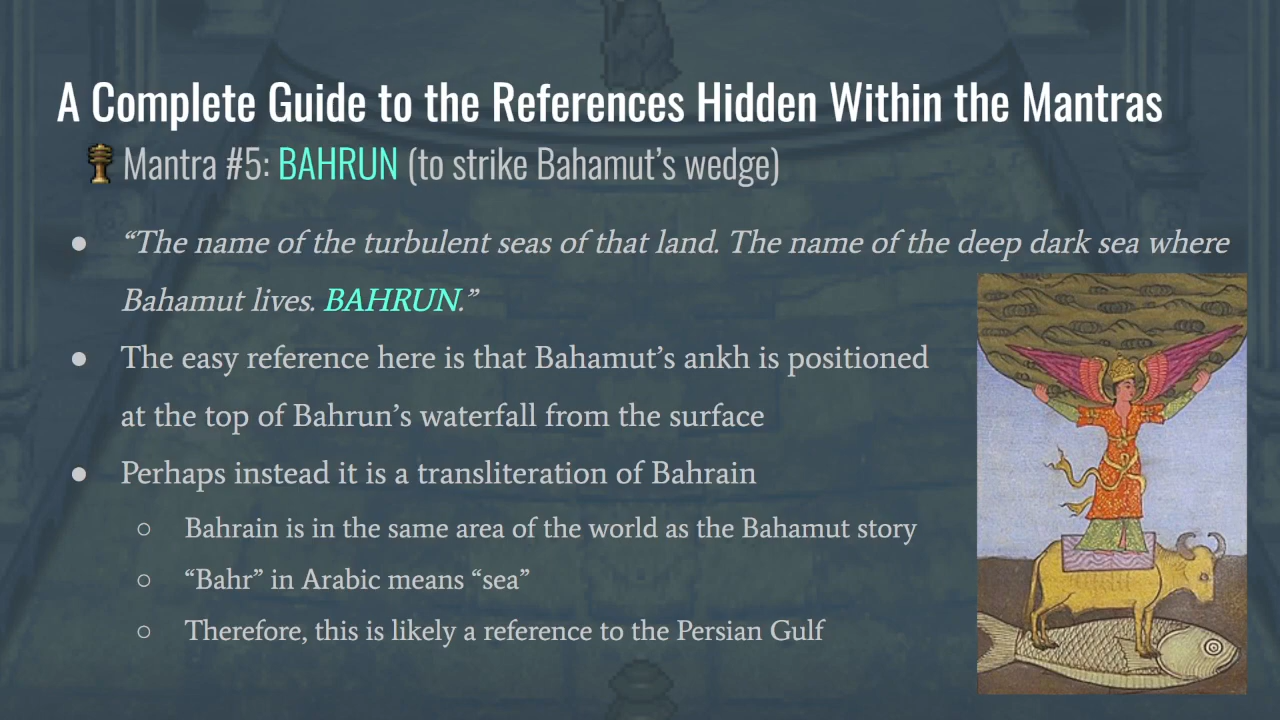 A Complete Guide to the References Hidden Within the Mantras
Mantra #5: BAHRUN (to strike Bahamut’s wedge)
● “The name of the turbulent seas of that land. The name of the deep dark sea where
Bahamut lives. BAHRUN.”
● The easy reference here is that Bahamut’s ankh is positioned
at the top of Bahrun’s waterfall from the surface
● Perhaps instead it is a transliteration of Bahrain
○ Bahrain is in the same area of the world as the Bahamut story
○ “Bahr” in Arabic means “sea”
○ Therefore, this is likely a reference to the Persian Gulf